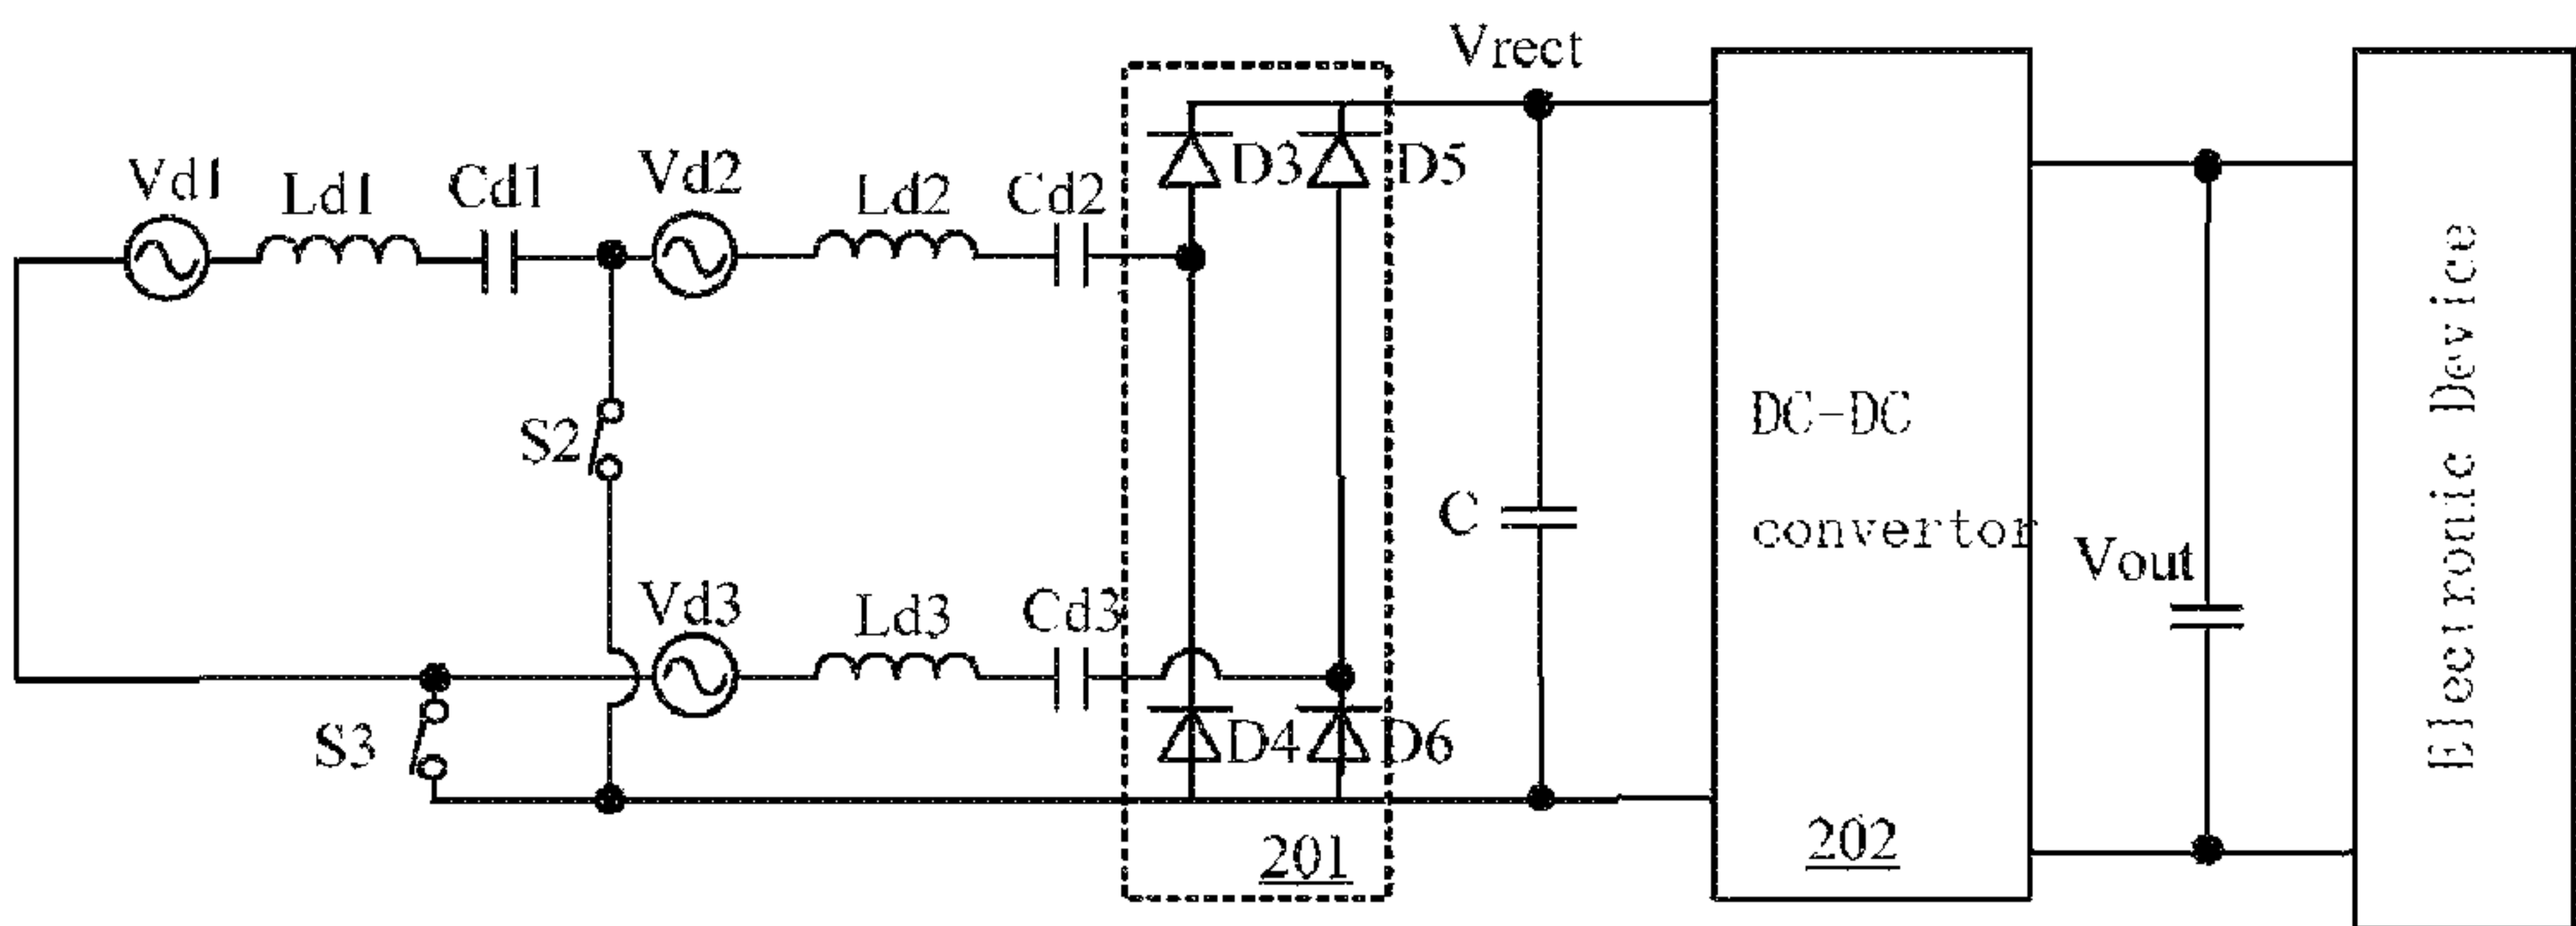 Vrect
Vd1
Ld1
Cd1
Vd2
Ld2
Cd2
D3
D5
S2
C
DC-DC
convertor
Vout
Electronic Device
Vd3
Ld3
Cd3
S3
D4
D6
201
202